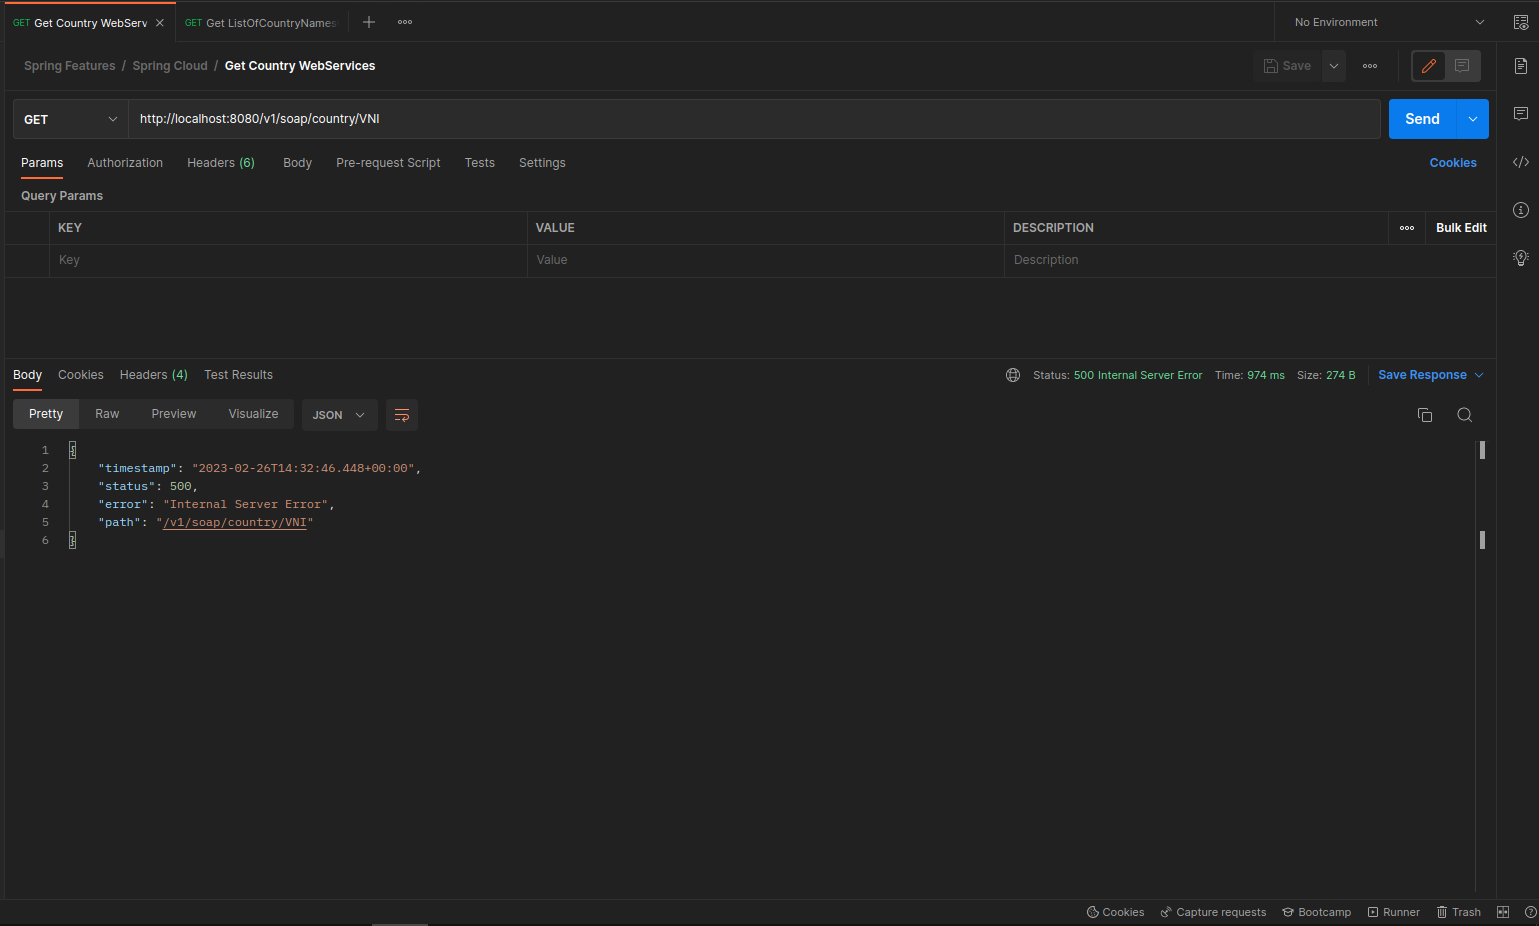 GET Get Country WebServ GET Get ListOfCountryNames No Environment
Spring Features / Spring Cloud / Get Country WebServices Save
GET http://localhost:8080/v1/soap/country/VNI Send
Params Authorization Headers (6) Body Pre-request Script Tests Settings Cookies
Query Params
KEY VALUE DESCRIPTION Bulk Edit
Key Value Description
Body Cookies Headers (4) Test Results Status: 500 Internal Server Error Time: 974 ms Size: 274 B Save Response
Pretty Raw Preview Visualize JSON
1 {
2 "timestamp": "2023-02-26T14:32:46.448+00:00",
3 "status": 500,
4 "error": "Internal Server Error",
5 "path": "/v1/soap/country/VNI"
6 }
Cookies Capture requests Bootcamp Runner Trash